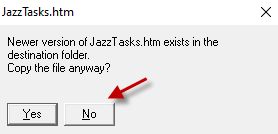 JazzTasks.htm
Newer version of JazzTasks.htm exists in the
destination folder.
Copy the file anyway?
Yes
No